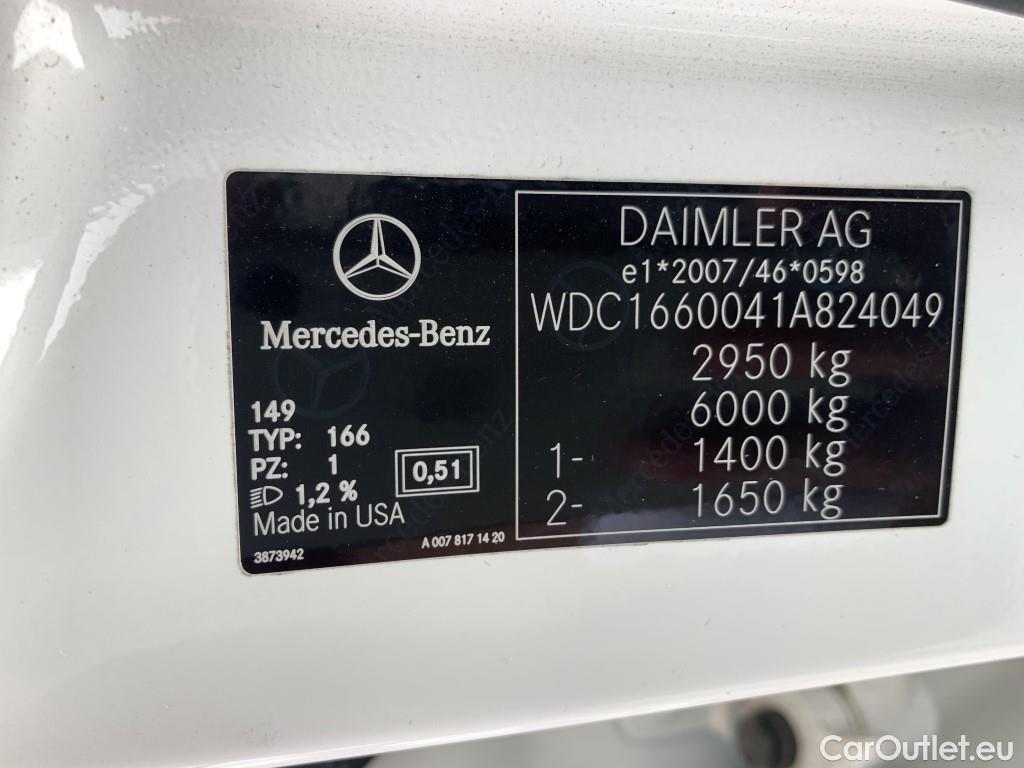 Mercedes-Benz
149
TYP: 166
PZ: 1
1,2 %
0,51
Made in USA
3873942
A 007 817 14 20
DAIMLER AG
e1*2007/46*0598
WDC1660041A824049
2950 kg
6000 kg
1- 1400 kg
2- 1650 kg
CarOutlet.eu